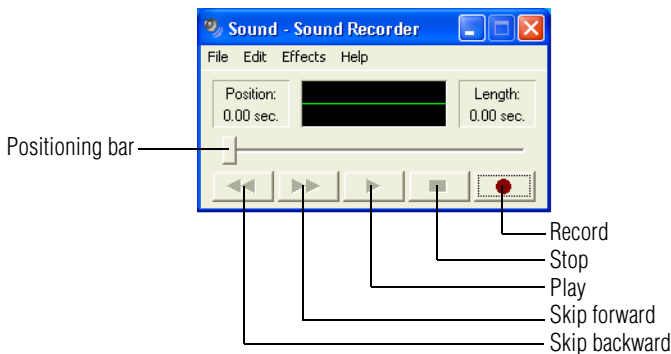 Sound - Sound Recorder
File Edit Effects Help
Position:
0.00 sec.
Length:
0.00 sec.
Positioning bar
Record
Stop
Play
Skip forward
Skip backward